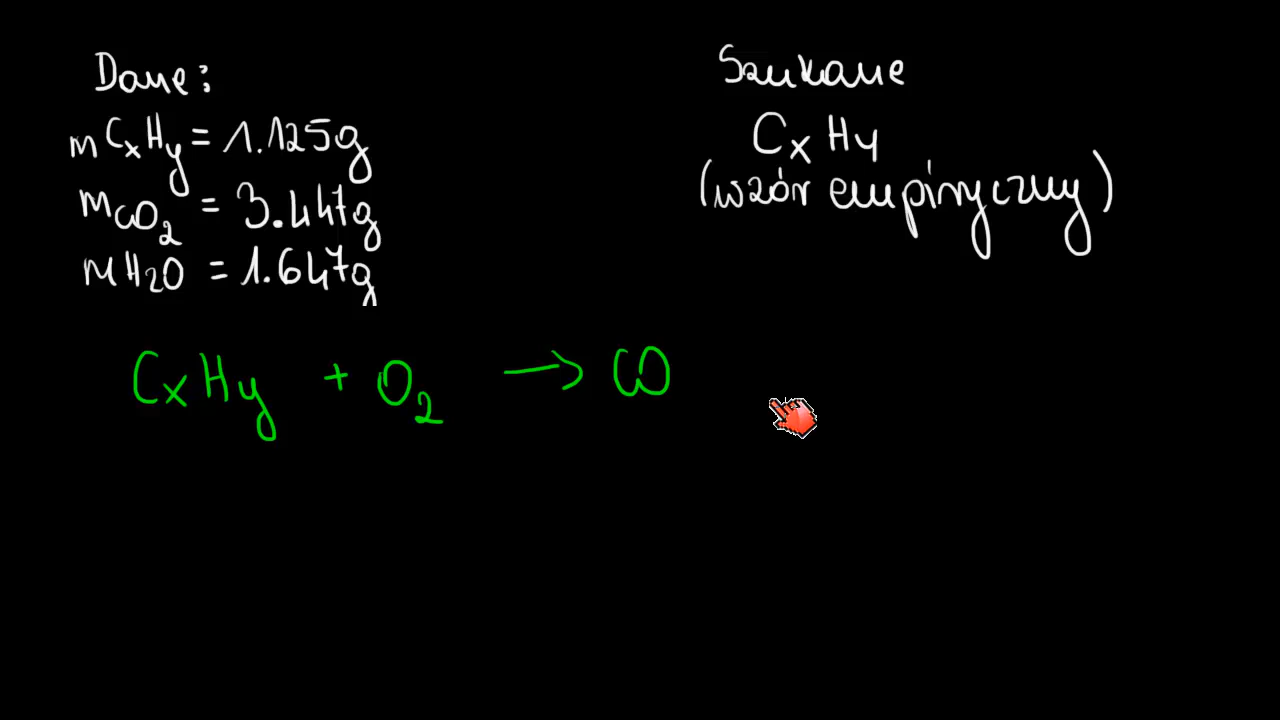 Dane:
mCxHy = 1.125g
mCO2 = 3.447g
mH2O = 1.647g
Szukane
CxHy
(wzór empiryczny)
CxHy + O2 → CO